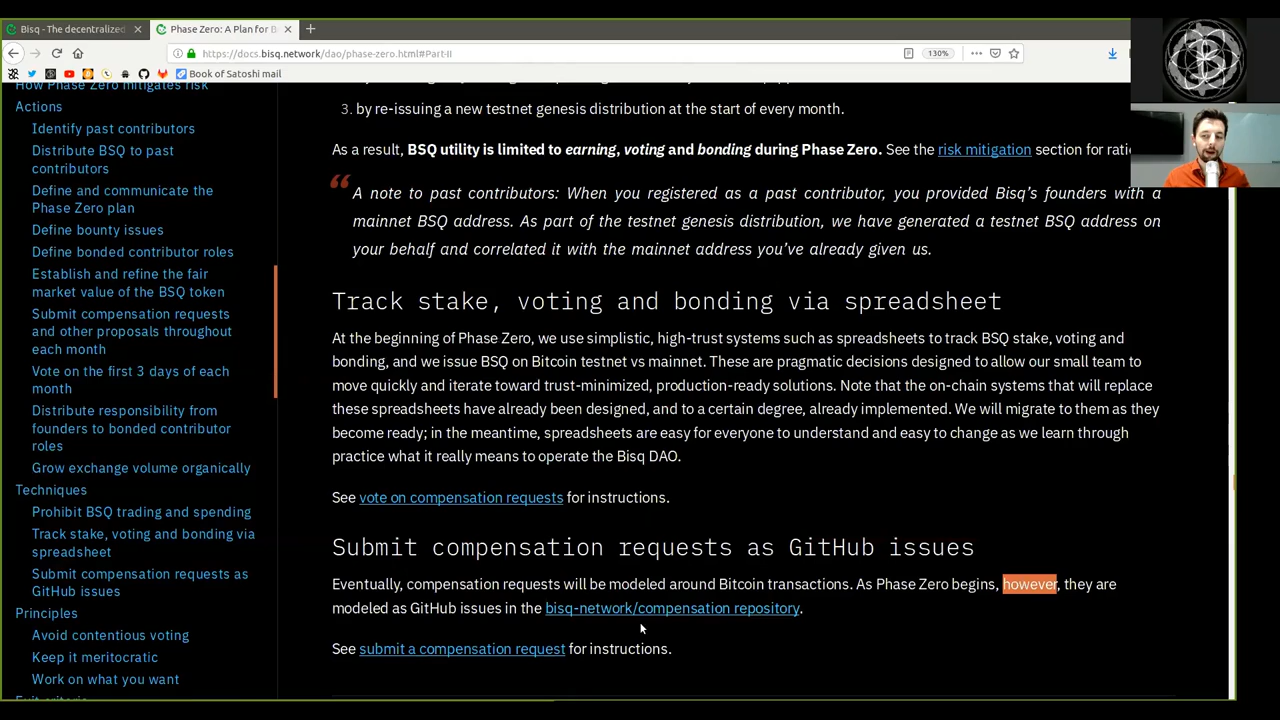 Bisq - The decentralized
Phase Zero: A Plan for B
https://docs.bisq.network/dao/phase-zero.html#Part-II
130%
Book of Satoshi mail
How Phase Zero mitigates risk
Actions
Identify past contributors
Distribute BSQ to past
contributors
Define and communicate the
Phase Zero plan
Define bounty issues
Define bonded contributor roles
Establish and refine the fair
market value of the BSQ token
Submit compensation requests
and other proposals throughout
each month
Vote on the first 3 days of each
month
Distribute responsibility from
founders to bonded contributor
roles
Grow exchange volume organically
Techniques
Prohibit BSQ trading and spending
Track stake, voting and bonding via
spreadsheet
Submit compensation requests as
GitHub issues
Principles
Avoid contentious voting
Keep it meritocratic
Work on what you want
Exit criteria
3. by re-issuing a new testnet genesis distribution at the start of every month.
As a result, BSQ utility is limited to earning, voting and bonding during Phase Zero. See the risk mitigation section for
A note to past contributors: When you registered as a past contributor, you provided Bisq's founders with a
mainnet BSQ address. As part of the testnet genesis distribution, we have generated a testnet BSQ address on
your behalf and correlated it with the mainnet address you've already given us.
Track stake, voting and bonding via spreadsheet
At the beginning of Phase Zero, we use simplistic, high-trust systems such as spreadsheets to track BSQ stake, voting and
bonding, and we issue BSQ on Bitcoin testnet vs mainnet. These are pragmatic decisions designed to allow our small team to
move quickly and iterate toward trust-minimized, production-ready solutions. Note that the on-chain systems that will replace
these spreadsheets have already been designed, and to a certain degree, already implemented. We will migrate to them as they
become ready; in the meantime, spreadsheets are easy for everyone to understand and easy to change as we learn through
practice what it really means to operate the Bisq DAO.
See vote on compensation requests for instructions.
Submit compensation requests as GitHub issues
Eventually, compensation requests will be modeled around Bitcoin transactions. As Phase Zero begins, however, they are
modeled as GitHub issues in the bisq-network/compensation repository.
See submit a compensation request for instructions.